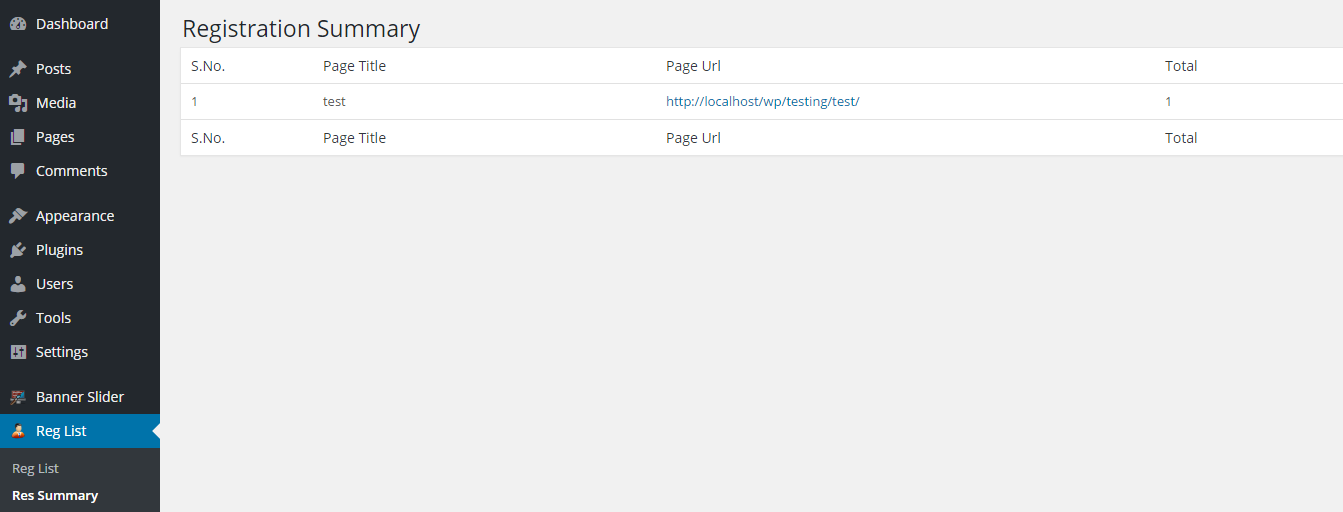 Dashboard
Posts
Media
Pages
Comments
Appearance
Plugins
Users
Tools
Settings
Banner Slider
Reg List
Reg List
Res Summary
Registration Summary
S.No. Page Title Page Url Total
1 test http://localhost/wp/testing/test/ 1
S.No. Page Title Page Url Total